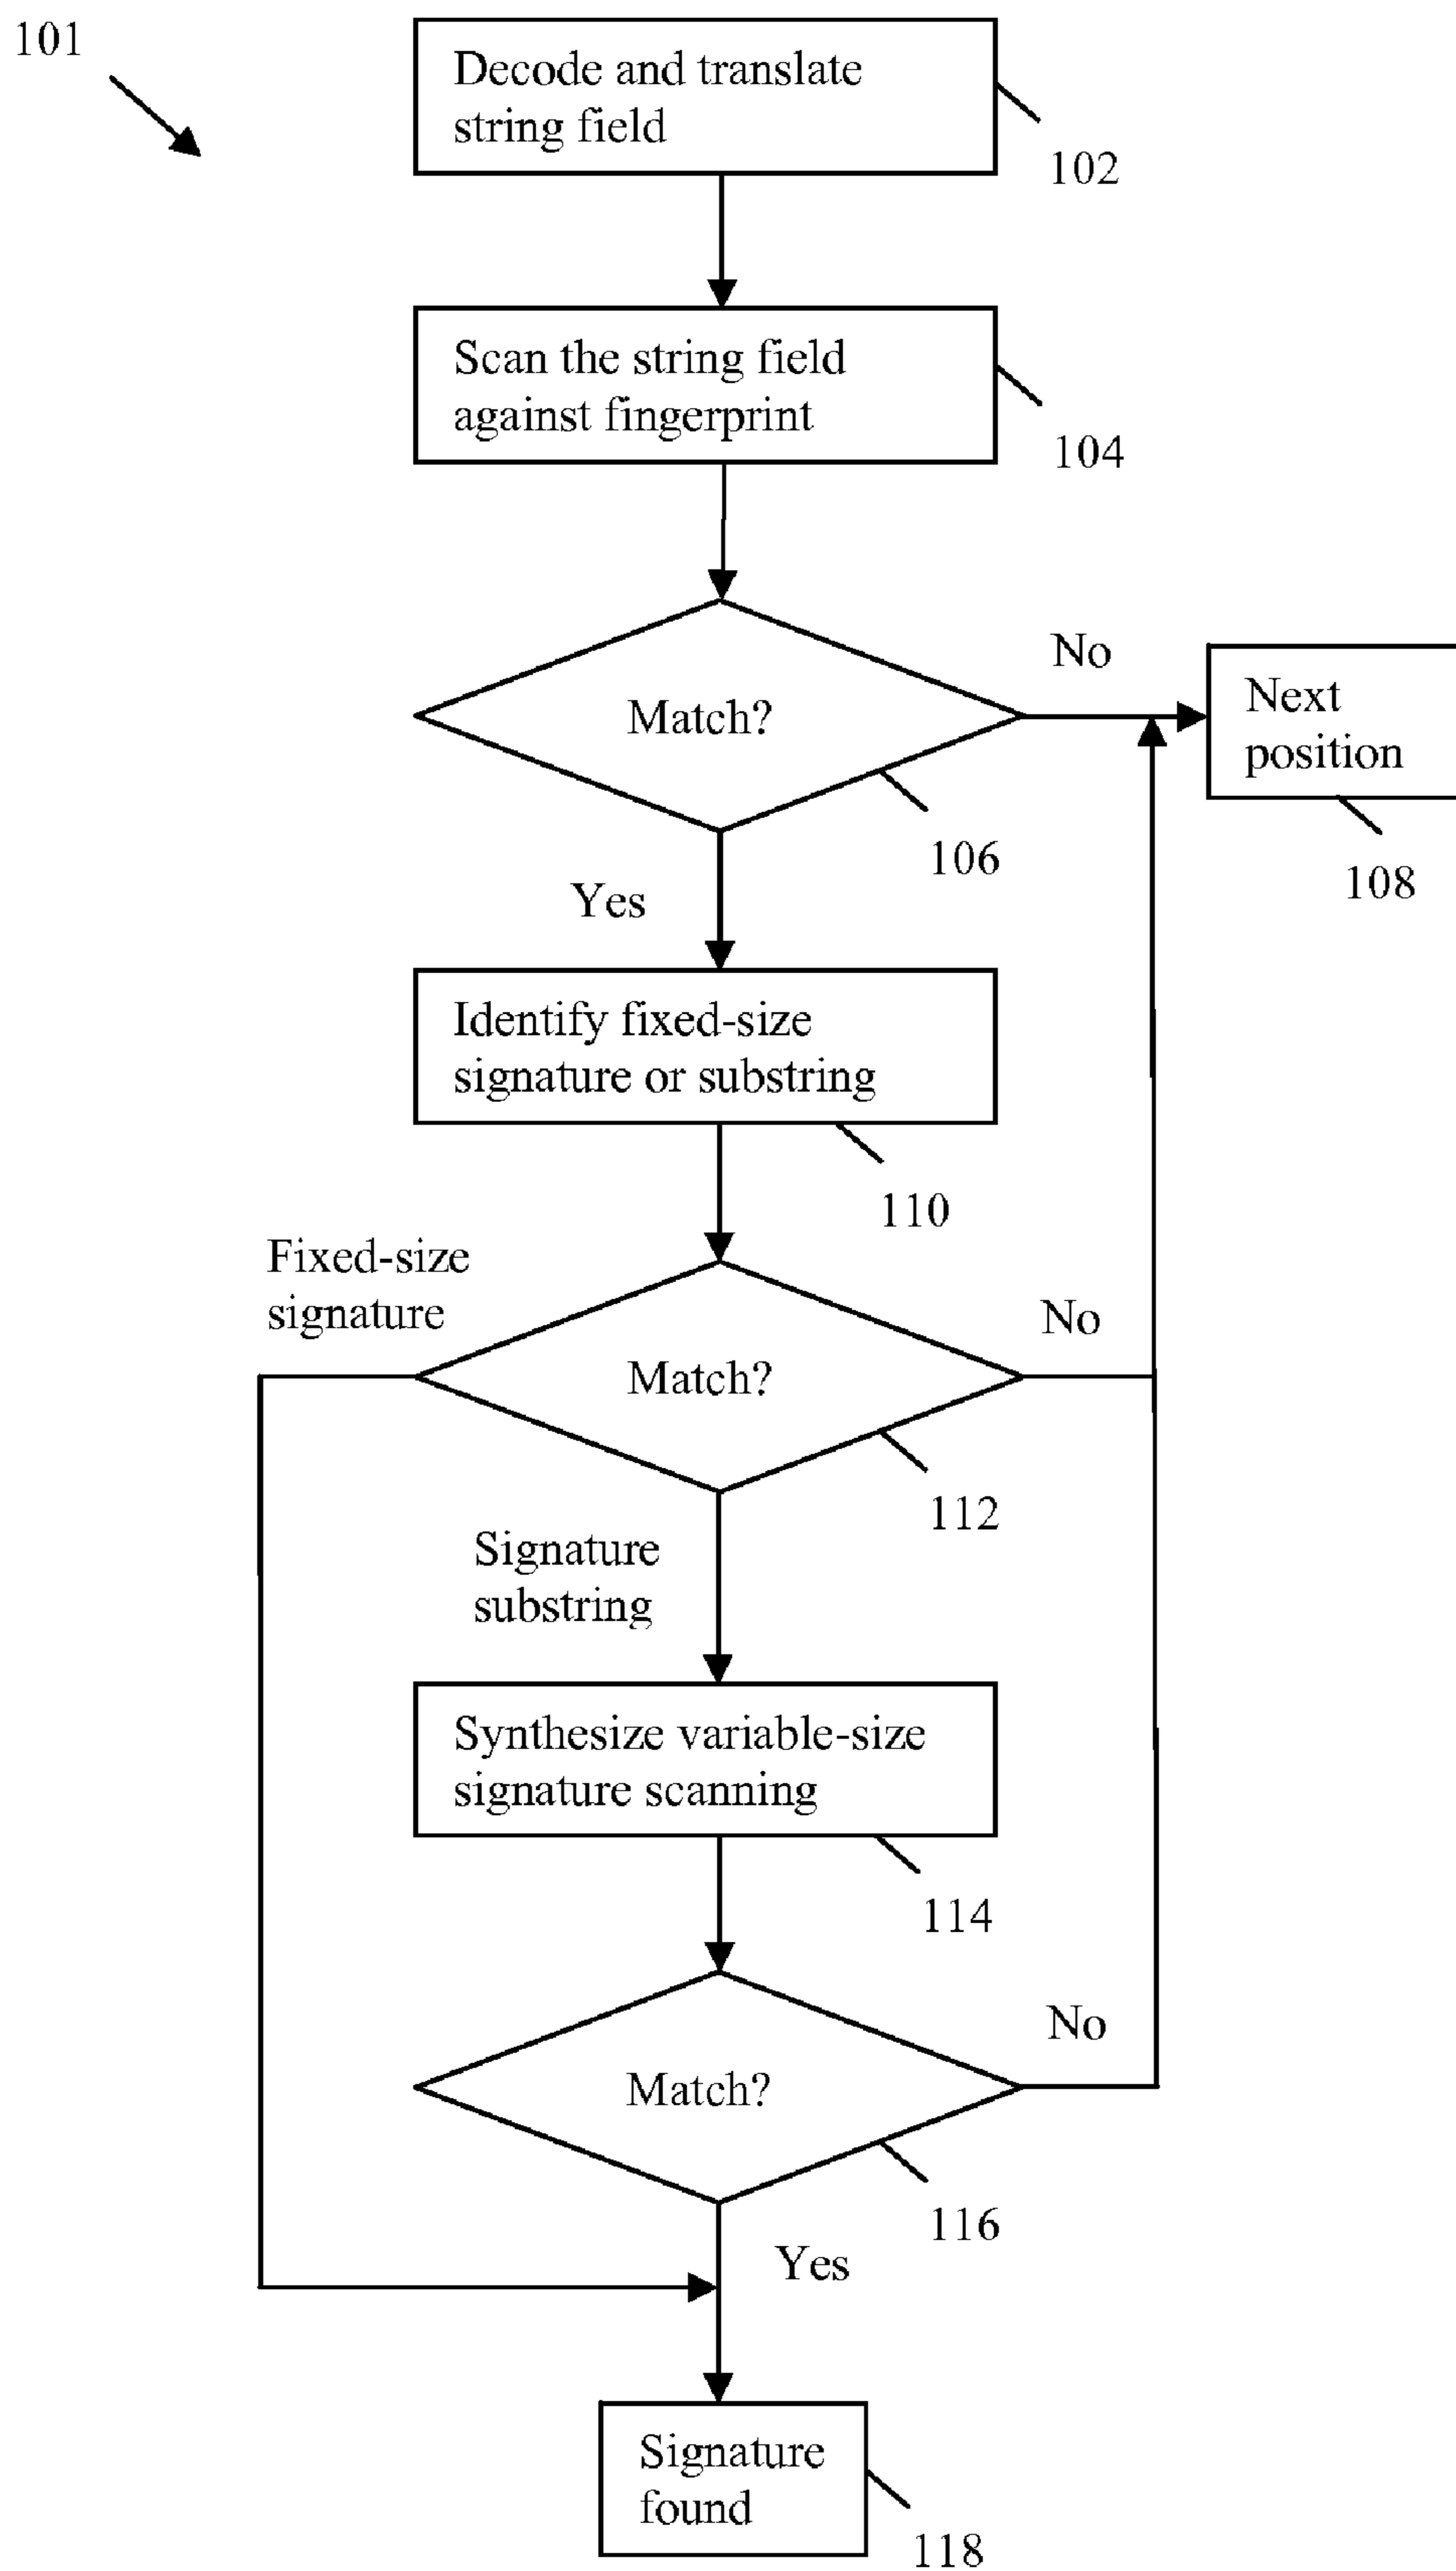 101
Decode and translate
string field
102
Scan the string field
against fingerprint
104
No
Match?
Next
position
106
108
Yes
Identify fixed-size
signature or substring
110
Fixed-size
signature
No
Match?
112
Signature
substring
Synthesize variable-size
signature scanning
114
No
Match?
116
Yes
Signature
found
118